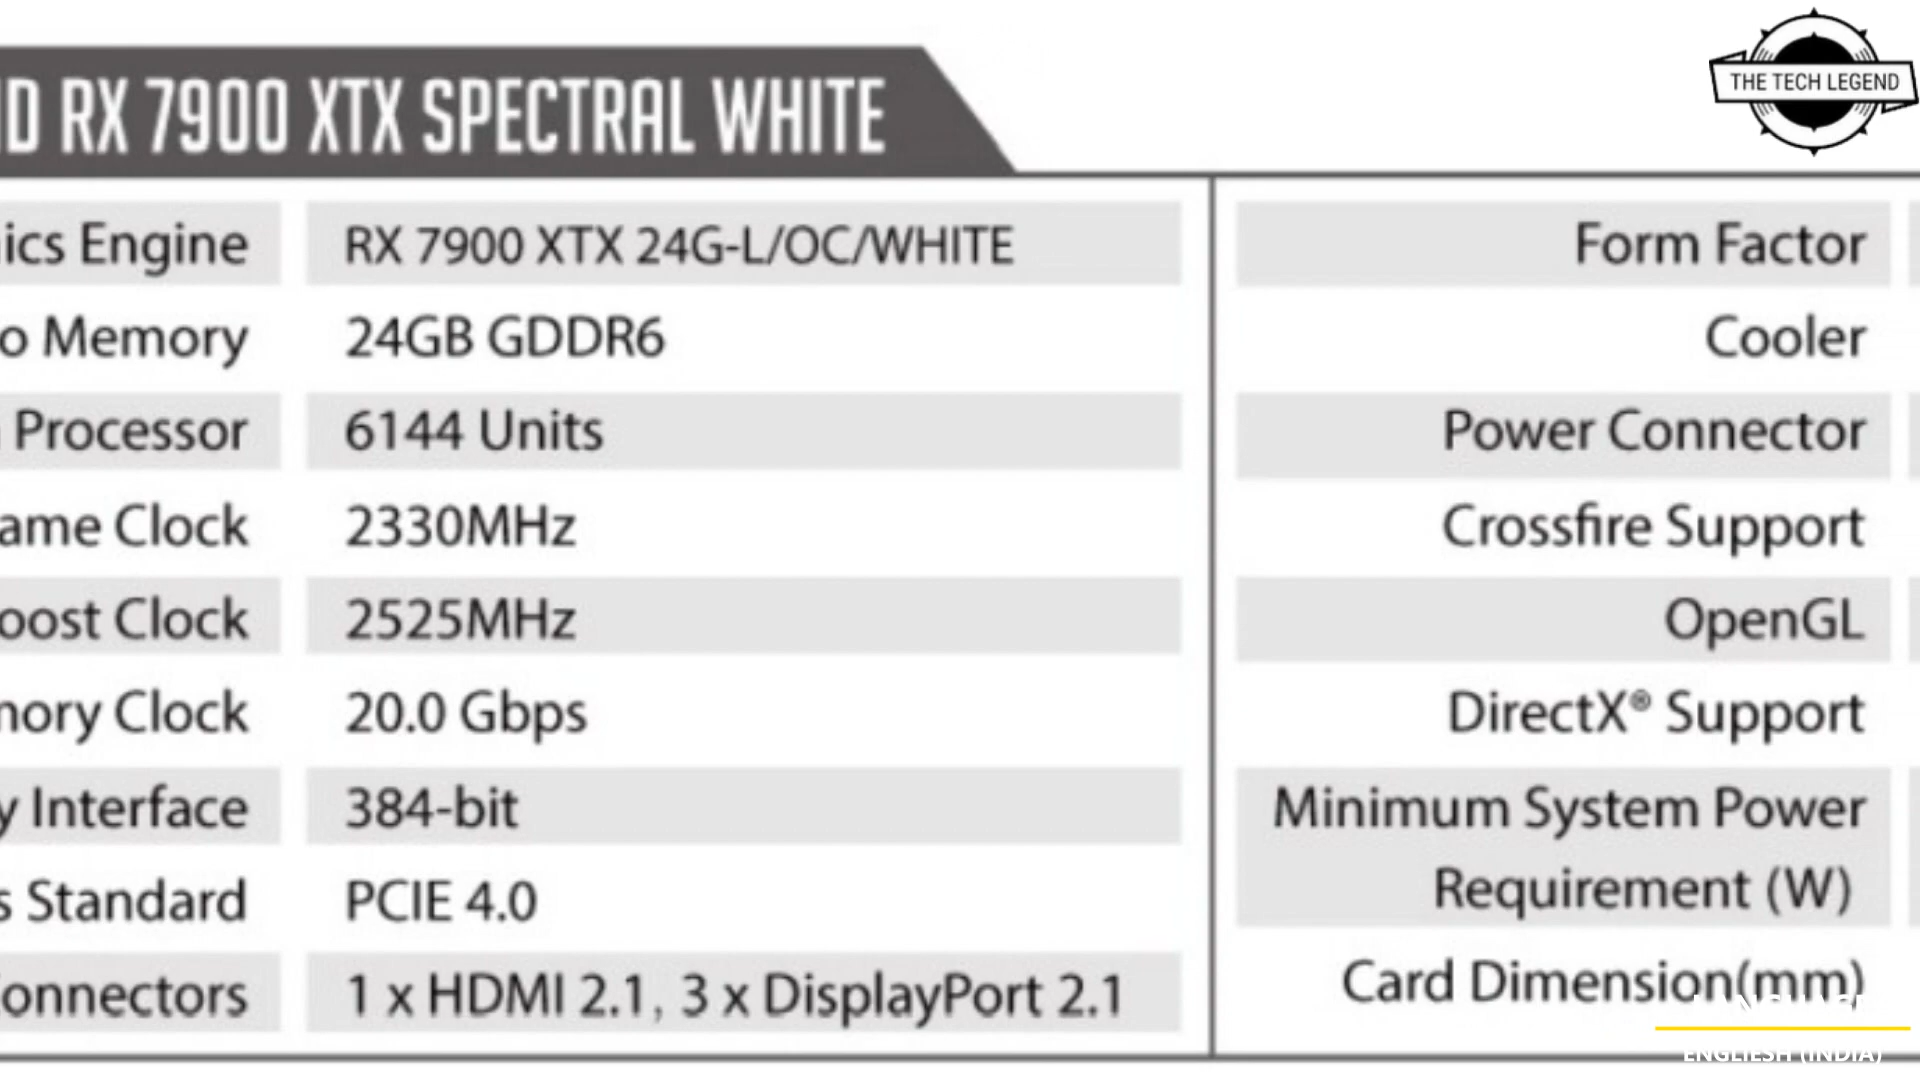 D RX 7900 XTX SPECTRAL WHITE
THE TECH LEGEND
ics Engine
RX 7900 XTX 24G-L/OC/WHITE
o Memory
24GB GDDR6
Processor
6144 Units
ame Clock
2330MHz
oost Clock
2525MHz
ory Clock
20.0 Gbps
y Interface
384-bit
s Standard
PCIE 4.0
onnectors
1 x HDMI 2.1, 3 x DisplayPort 2.1
Form Factor
Cooler
Power Connector
Crossfire Support
OpenGL
DirectX® Support
Minimum System Power
Requirement (W)
Card Dimension(mm)
ENGLIESH (INDIA)